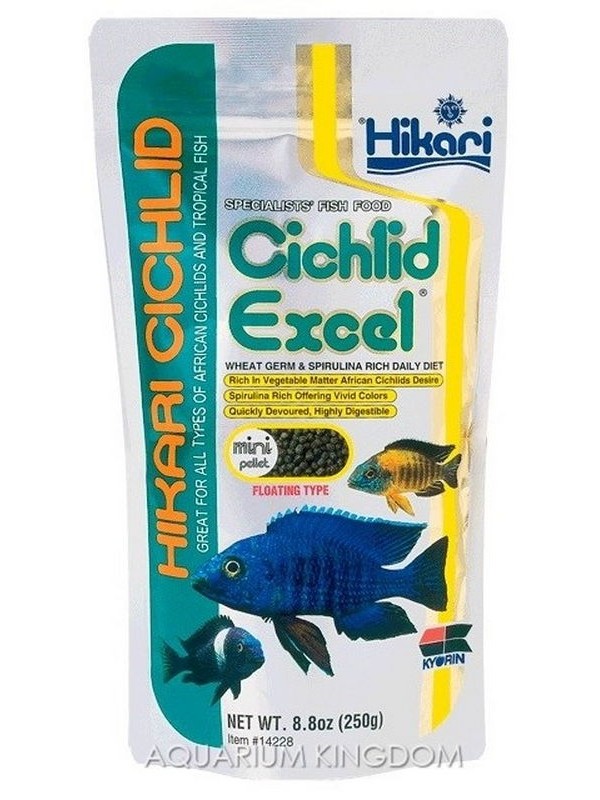 HIKARI CICHLID
GREAT FOR ALL TYPES OF AFRICAN CICHLIDS AND TROPICAL FISH
®Hikari
SPECIALISTS' FISH FOOD
Cichlid
Excel®
WHEAT GERM & SPIRULINA RICH DAILY DIET
Rich In Vegetable Matter African Cichlids Desire
Spirulina Rich Offering Vivid Colors
Quickly Devoured, Highly Digestible
mini
pellet
FLOATING TYPE
KYORIN
NET WT. 8.8oz (250g)
Item #14228
AQUARIUM KINGDOM